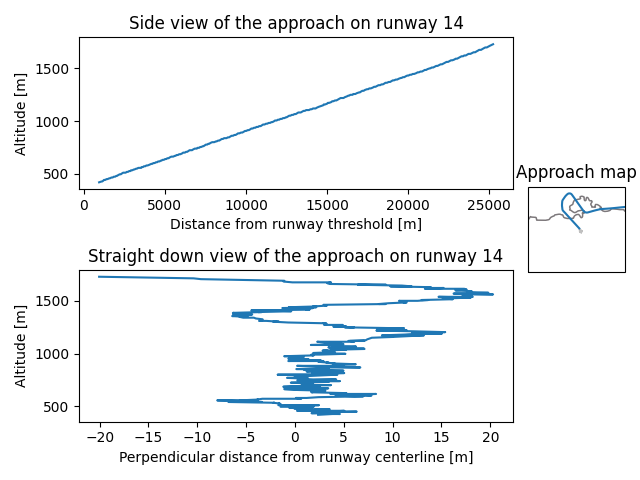 Side view of the approach on runway 14
Altitude [m]
1500
1000
500
0 5000 10000 15000 20000 25000
Distance from runway threshold [m]
Approach map
Straight down view of the approach on runway 14
Altitude [m]
1500
1000
500
−20 −15 −10 −5 0 5 10 15 20
Perpendicular distance from runway centerline [m]